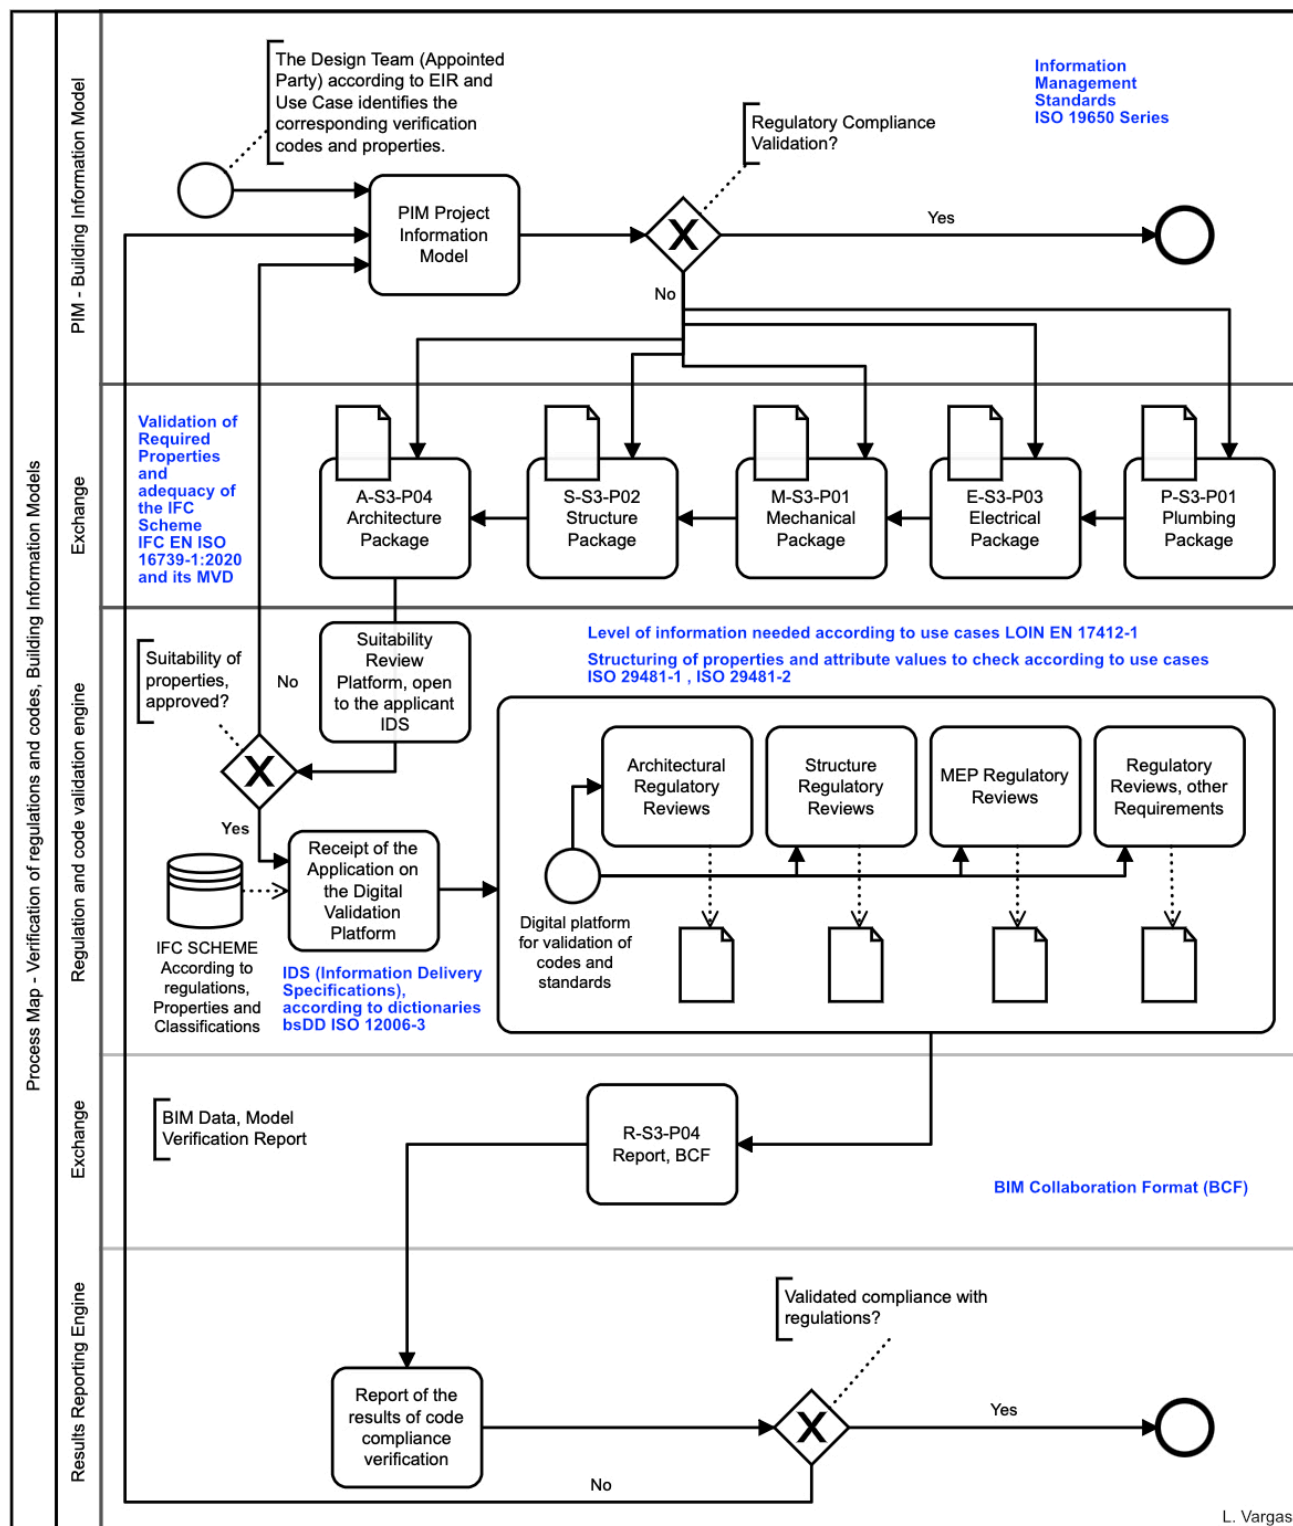 Process Map - Verification of regulations and codes, Building Information Models
PIM - Building Information Model
The Design Team (Appointed
Party) according to EIR and
Use Case identifies the
corresponding verification
codes and properties.
Information
Management
Standards
ISO 19650 Series
Regulatory Compliance
Validation?
PIM Project
Information
Model
X
Yes
No
Exchange
Validation of
Required
Properties
and
adequacy of
the IFC
Scheme
IFC EN ISO
16739-1:2020
and its MVD
A-S3-P04
Architecture
Package
S-S3-P02
Structure
Package
M-S3-P01
Mechanical
Package
E-S3-P03
Electrical
Package
P-S3-P01
Plumbing
Package
Regulation and code validation engine
Suitability of
properties,
approved?
No
Suitability
Review
Platform, open
to the applicant
IDS
X
Yes
Level of information needed according to use cases LOIN EN 17412-1
Structuring of properties and attribute values to check according to use cases
ISO 29481-1 , ISO 29481-2
Architectural
Regulatory
Reviews
Structure
Regulatory
Reviews
MEP Regulatory
Reviews
Regulatory
Reviews, other
Requirements
Receipt of the
Application on
the Digital
Validation
Platform
Digital platform
for validation of
codes and
standards
IFC SCHEME
According to
regulations,
Properties and
Classifications
IDS (Information Delivery
Specifications),
according to dictionaries
bsDD ISO 12006-3
Exchange
BIM Data, Model
Verification Report
R-S3-P04
Report, BCF
BIM Collaboration Format (BCF)
Results Reporting Engine
Validated compliance with
regulations?
Report of the
results of code
compliance
verification
X
Yes
No
L. Vargas